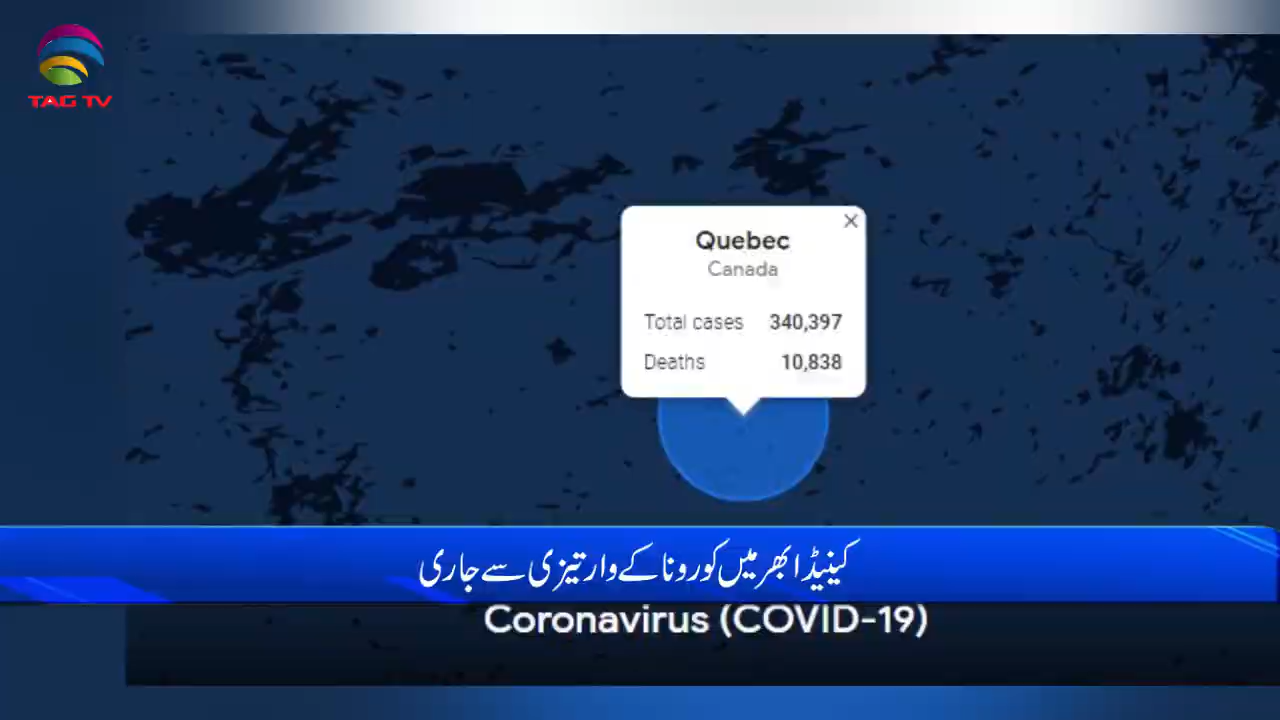 TAG TV
Quebec
Canada
Total cases 340,397
Deaths 10,838
کینیڈا بھر میں کورونا کے وار تیزی سے جاری
Coronavirus (COVID-19)